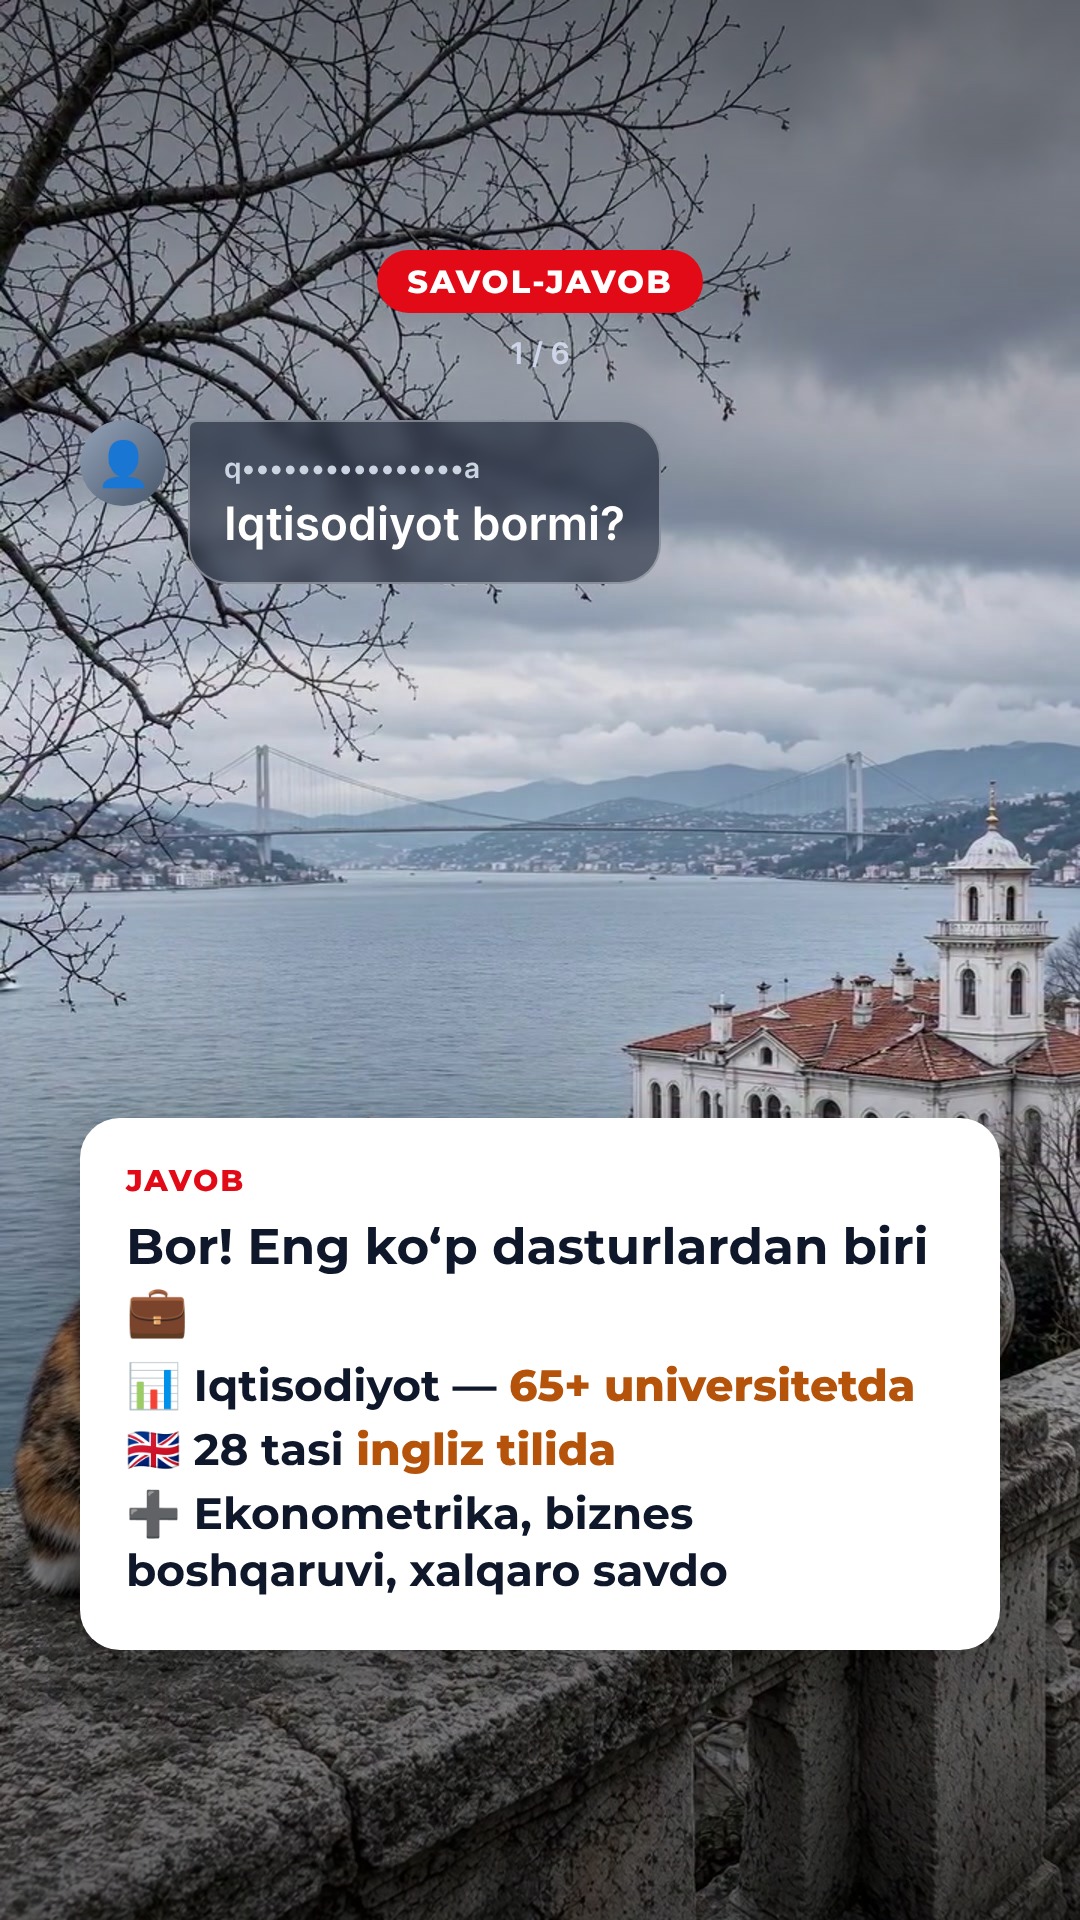 SAVOL-JAVOB
1 / 6
q••••••••••••••••a
Iqtisodiyot bormi?
JAVOB
Bor! Eng ko‘p dasturlardan biri
💼
📊 Iqtisodiyot — 65+ universitetda
🇬🇧 28 tasi ingliz tilida
➕ Ekonometrika, biznes
boshqaruvi, xalqaro savdo